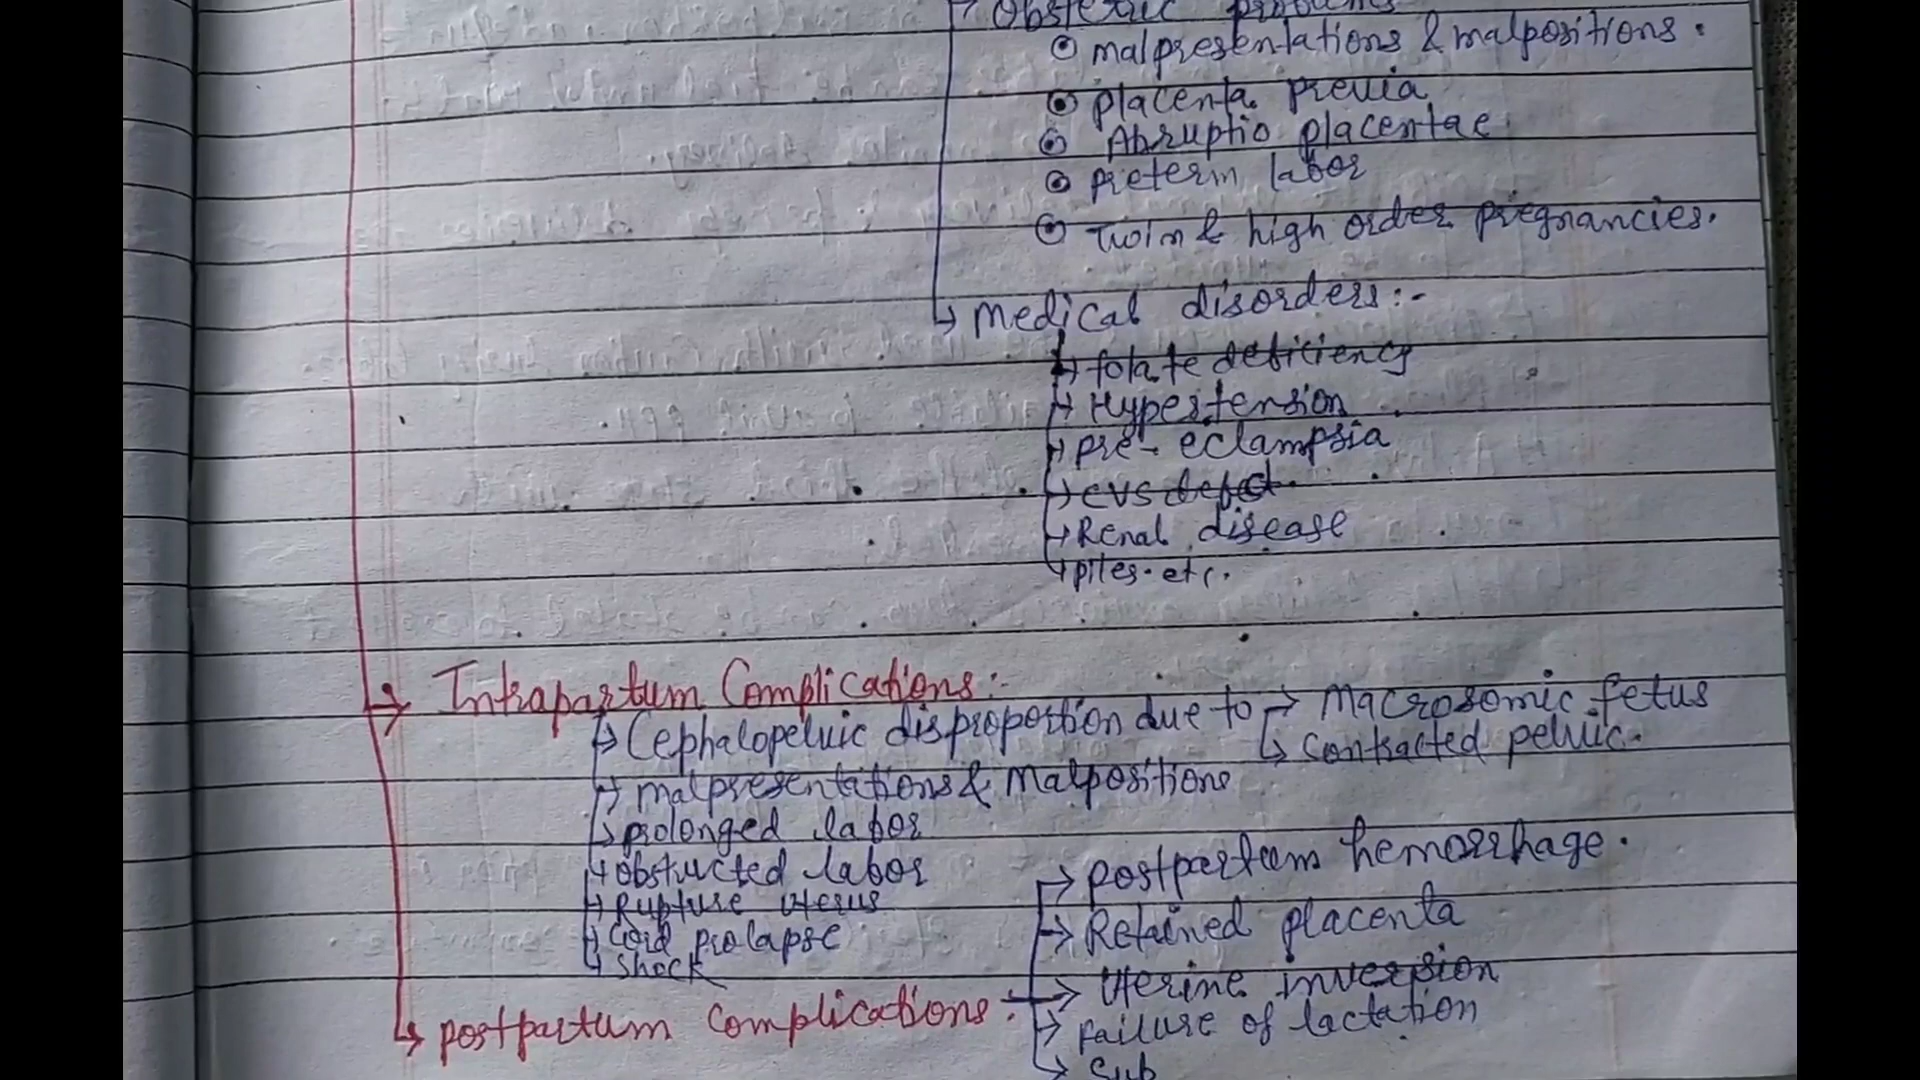 Obstetric problems
malpresentations & malpositions.
placenta previa
Abruptio placentae
preterm labor
Twin & high order pregnancies.
Medical disorders:-
folate deficiency
Hypertension
pre-eclampsia
CVS defect.
Renal disease
piles. etc.
Intrapartum Complications:-
Cephalopelvic disproportion due to → Macrosomic fetus
contracted pelvic.
malpresentations & Malpositions
prolonged labor
obstructed labor
Rupture uterus
Cord prolapse
Shock
postpartum hemorrhage.
Retained placenta
postpartum complications:- Uterine inversion
Failure of lactation
Sub